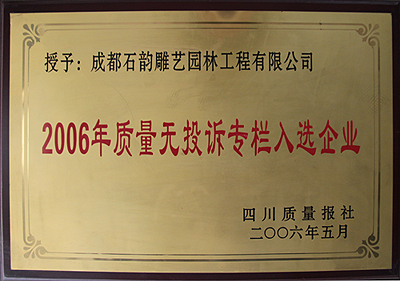 授予：成都石韵雕艺园林工程有限公司
2006年质量无投诉专栏入选企业
四川质量报社
二〇〇六年五月